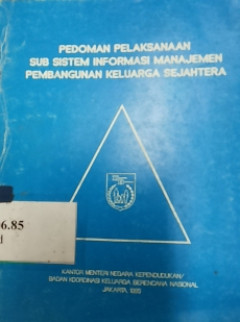 PEDOMAN PELAKSANAAN
SUB SISTEM INFORMASI MANAJEMEN
PEMBANGUNAN KELUARGA SEJAHTERA
6.85
KANTOR MENTERI NEGARA KEPENDUDUKAN/
BADAN KOORDINASI KELUARGA BERENCANA NASIONAL
JAKARTA,